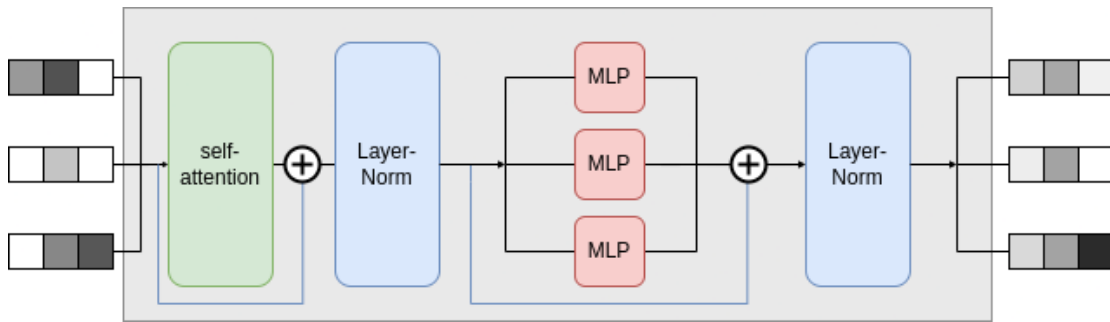 self-
attention
Layer-
Norm
MLP
MLP
MLP
Layer-
Norm